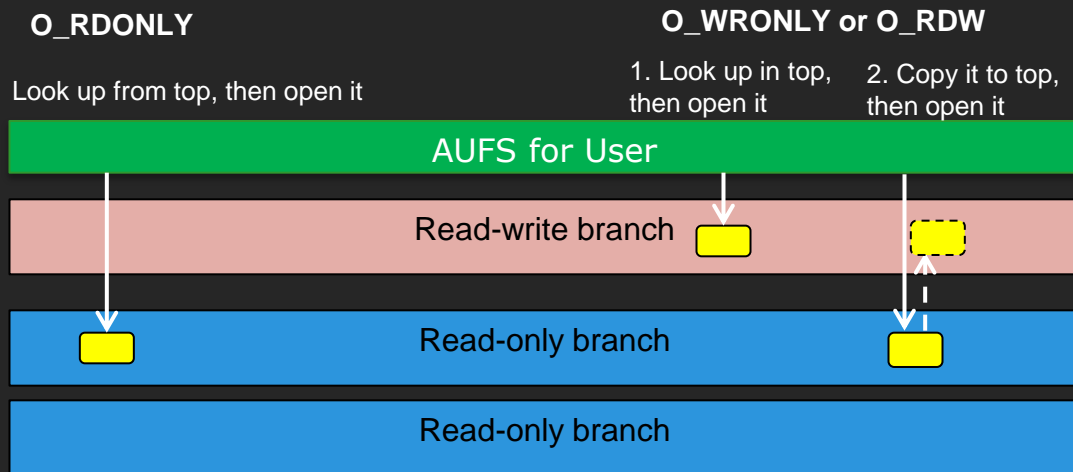 O_RDONLY
O_WRONLY or O_RDW
Look up from top, then open it
1. Look up in top,
then open it
2. Copy it to top,
then open it
AUFS for User
Read-write branch
Read-only branch
Read-only branch